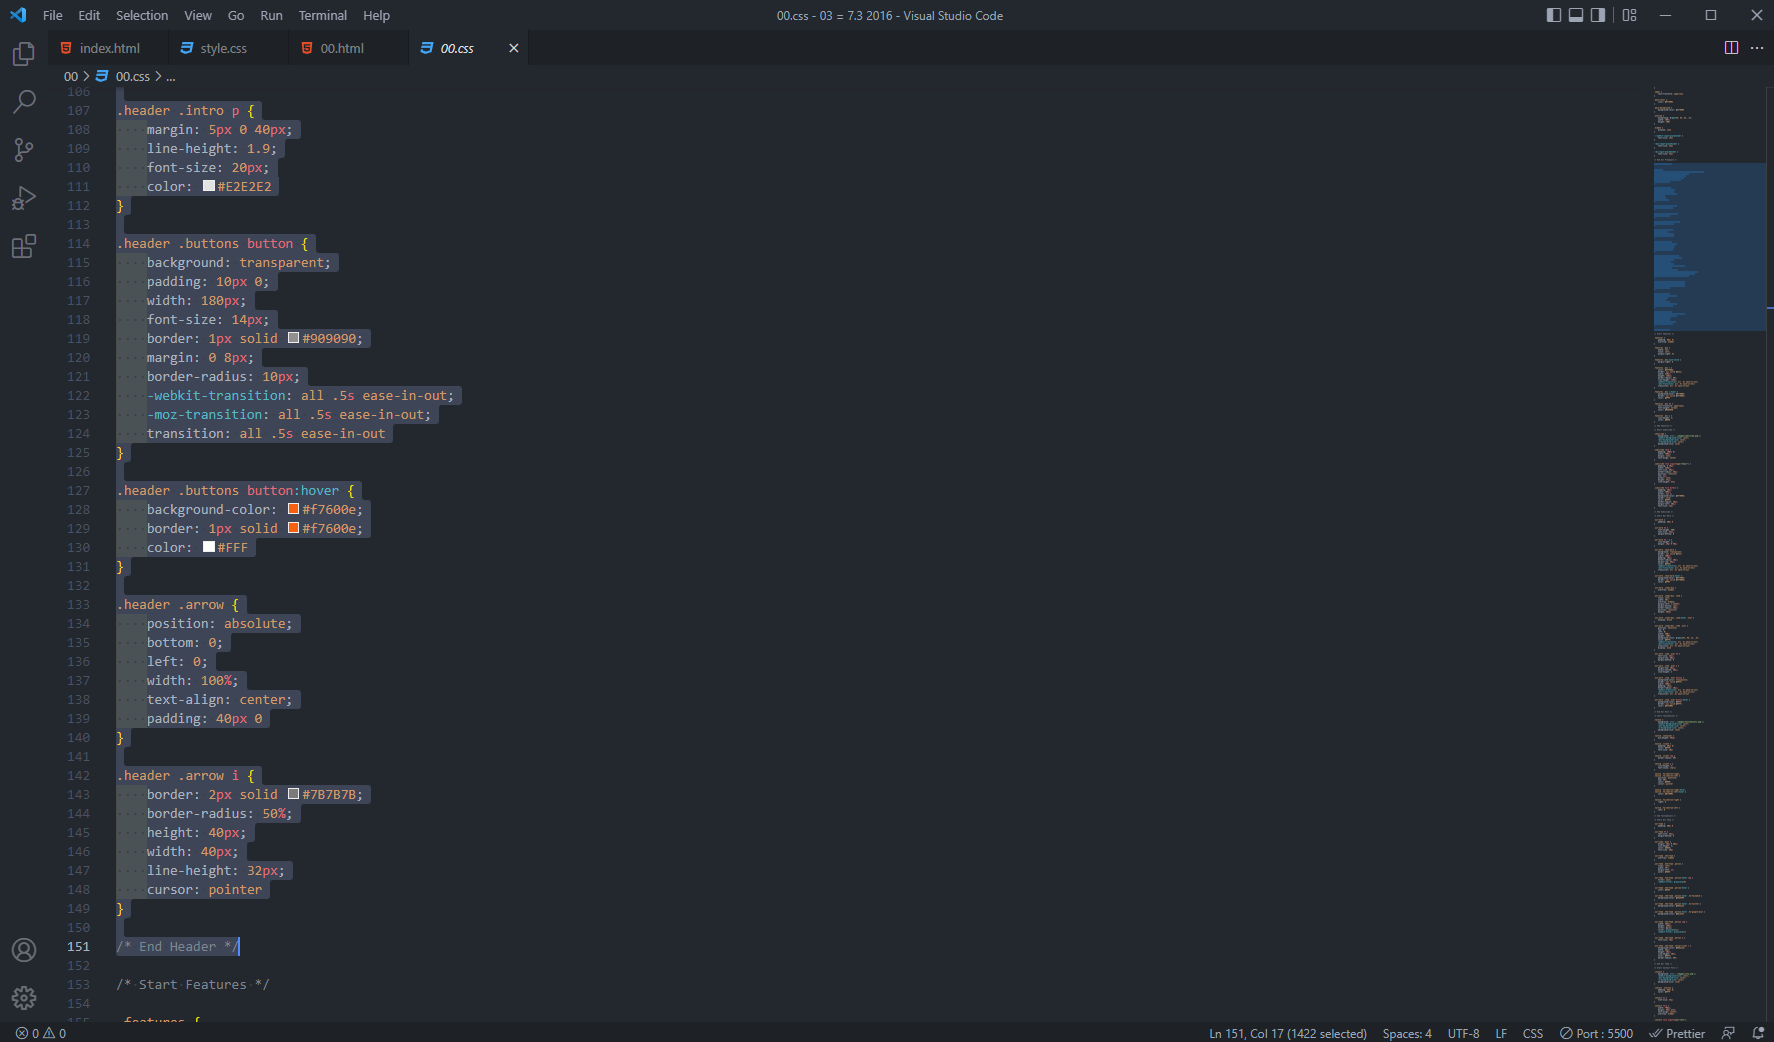 File Edit Selection View Go Run Terminal Help 00.css - 03 = 7.3 2016 - Visual Studio Code
index.html style.css 00.html 00.css
00 > 00.css > ...
106
107 .header .intro p {
108 margin: 5px 0 40px;
109 line-height: 1.9;
110 font-size: 20px;
111 color: #E2E2E2
112 }
113
114 .header .buttons button {
115 background: transparent;
116 padding: 10px 0;
117 width: 180px;
118 font-size: 14px;
119 border: 1px solid #909090;
120 margin: 0 8px;
121 border-radius: 10px;
122 -webkit-transition: all .5s ease-in-out;
123 -moz-transition: all .5s ease-in-out;
124 transition: all .5s ease-in-out
125 }
126
127 .header .buttons button:hover {
128 background-color: #f7600e;
129 border: 1px solid #f7600e;
130 color: #FFF
131 }
132
133 .header .arrow {
134 position: absolute;
135 bottom: 0;
136 left: 0;
137 width: 100%;
138 text-align: center;
139 padding: 40px 0
140 }
141
142 .header .arrow i {
143 border: 2px solid #7B7B7B;
144 border-radius: 50%;
145 height: 40px;
146 width: 40px;
147 line-height: 32px;
148 cursor: pointer
149 }
150
151 /* End Header */
152
153 /* Start Features */
154
155 .features {
0 0 Ln 151, Col 17 (1422 selected) Spaces: 4 UTF-8 LF CSS Port : 5500 Prettier